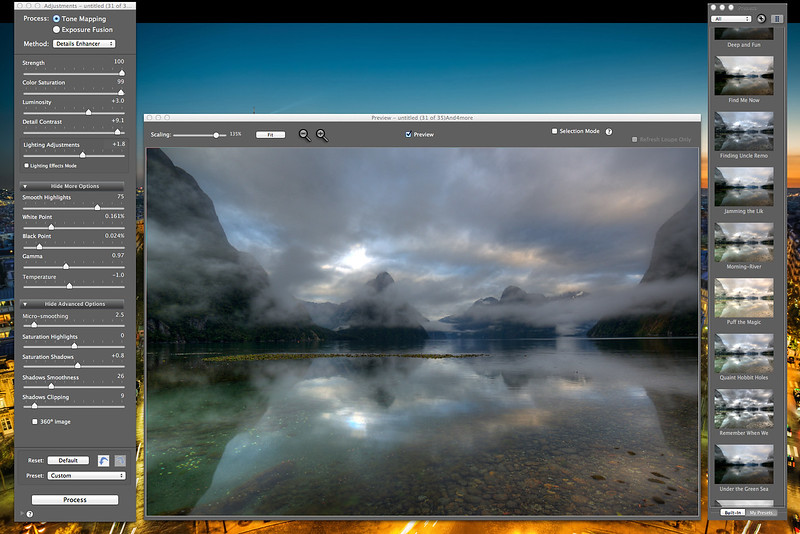 Adjustments – untitled (31 of 3...
Process: Tone Mapping
Exposure Fusion
Method: Details Enhancer
Strength 100
Color Saturation 99
Luminosity +3.0
Detail Contrast +9.1
Lighting Adjustments +1.8
Lighting Effects Mode
Hide More Options
Smooth Highlights 75
White Point 0.161%
Black Point 0.024%
Gamma 0.97
Temperature -1.0
Hide Advanced Options
Micro-smoothing 2.5
Saturation Highlights 0
Saturation Shadows +0.8
Shadows Smoothness 26
Shadows Clipping 9
360° image
Reset: Default
Preset: Custom
Process
?
Preview – untitled (31 of 35)And4more
Scaling: 135% Fit Preview Selection Mode ?
Refresh Loupe Only
Presets
All
Deep and Fun
Find Me Now
Finding Uncle Remo
Jamming the Lik
Morning-River
Puff the Magic
Quaint Hobbit Holes
Remember When We
Under the Green Sea
Built-in My Presets